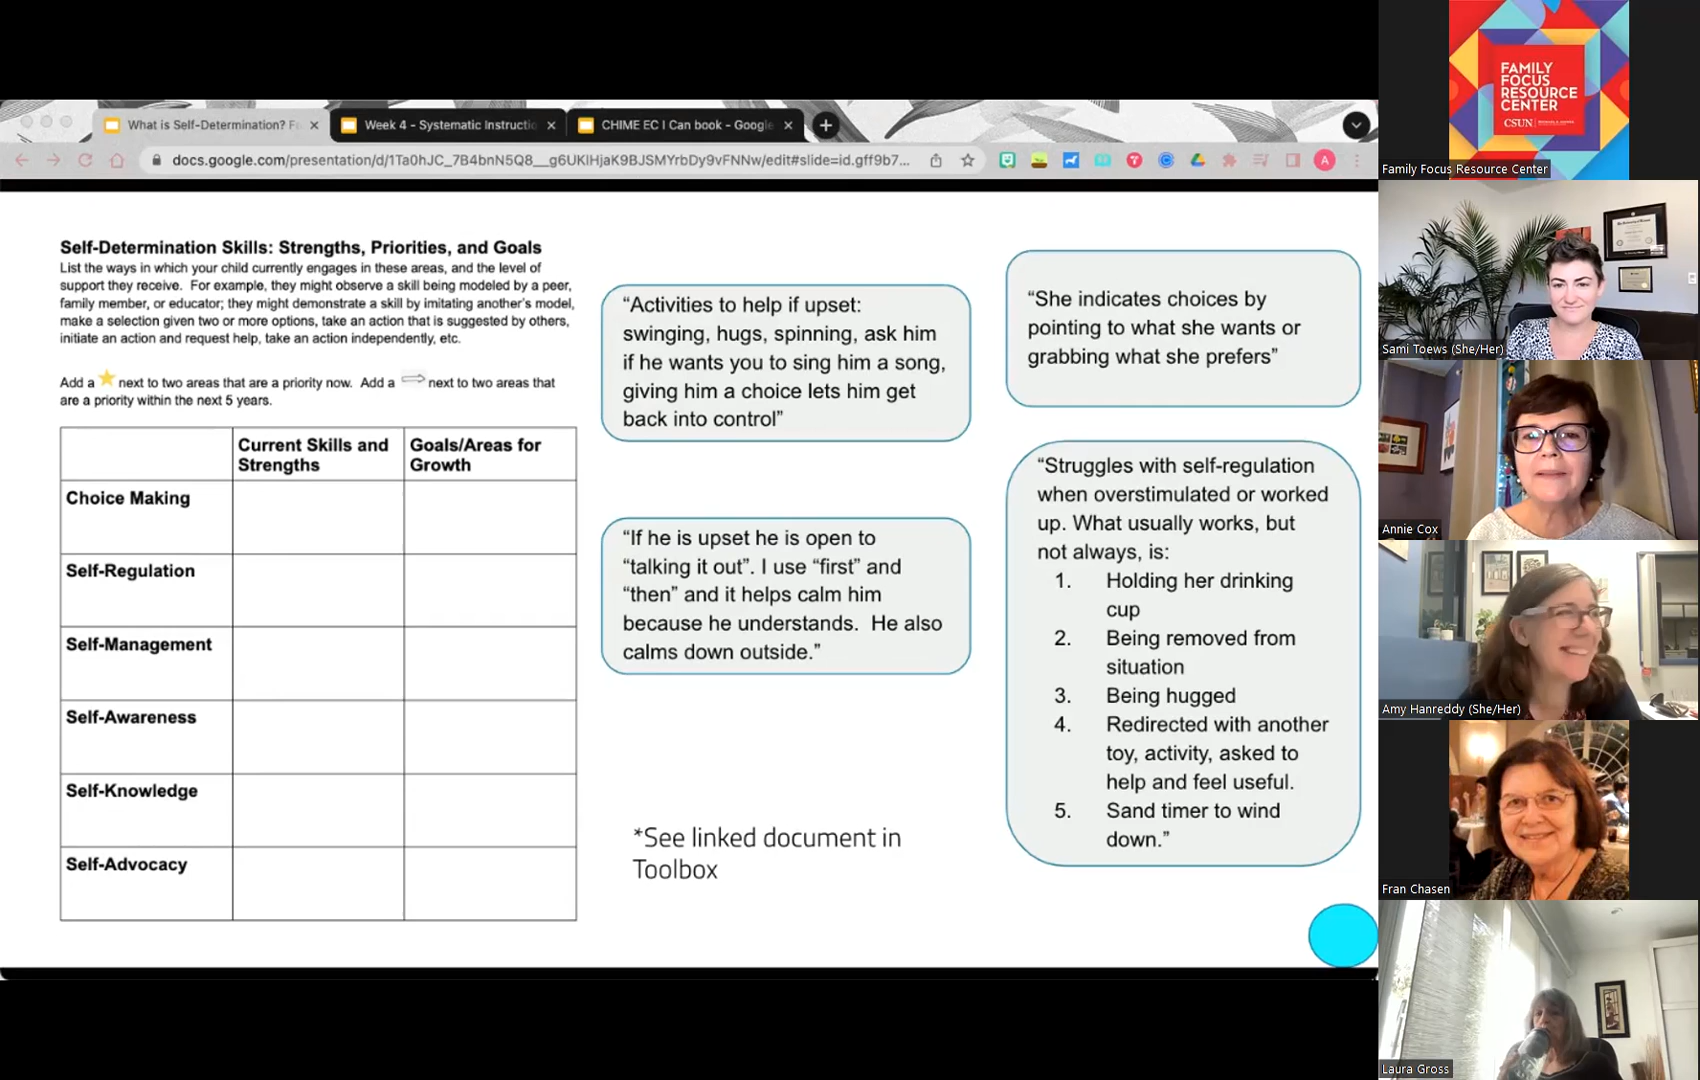 What is Self-Determination? F
Week 4 - Systematic Instructio
CHIME EC I Can book - Google
docs.google.com/presentation/d/1Ta0hJC_7B4bnN5Q8__g6UKlHjaK9BJSMYrbDy9vFNNw/edit#slide=id.gff9b7...
A
Self-Determination Skills: Strengths, Priorities, and Goals
List the ways in which your child currently engages in these areas, and the level of
support they receive. For example, they might observe a skill being modeled by a peer,
family member, or educator; they might demonstrate a skill by imitating another's model,
make a selection given two or more options, take an action that is suggested by others,
initiate an action and request help, take an action independently, etc.
Add a next to two areas that are a priority now. Add a next to two areas that
are a priority within the next 5 years.
Current Skills and
Strengths
Goals/Areas for
Growth
Choice Making
Self-Regulation
Self-Management
Self-Awareness
Self-Knowledge
Self-Advocacy
“Activities to help if upset:
swinging, hugs, spinning, ask him
if he wants you to sing him a song,
giving him a choice lets him get
back into control”
“If he is upset he is open to
“talking it out”. I use “first” and
“then” and it helps calm him
because he understands. He also
calms down outside.”
*See linked document in
Toolbox
“She indicates choices by
pointing to what she wants or
grabbing what she prefers”
“Struggles with self-regulation
when overstimulated or worked
up. What usually works, but
not always, is:
1. Holding her drinking
cup
2. Being removed from
situation
3. Being hugged
4. Redirected with another
toy, activity, asked to
help and feel useful.
5. Sand timer to wind
down.”
FAMILY
FOCUS
RESOURCE
CENTER
CSUN
Family Focus Resource Center
Sami Toews (She/Her)
Annie Cox
Amy Hanreddy (She/Her)
Fran Chasen
Laura Gross